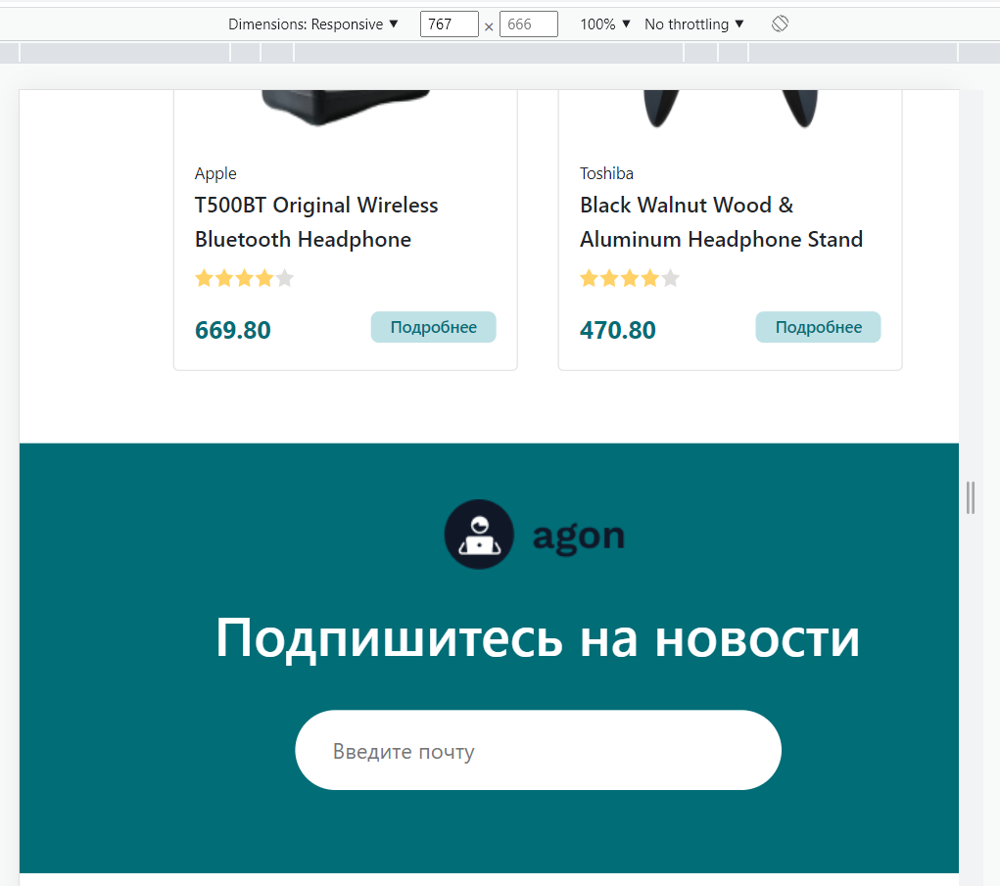 Dimensions: Responsive ▼ 767 × 666 100% ▼ No throttling ▼
Apple
T500BT Original Wireless
Bluetooth Headphone
669.80 Подробнее
Toshiba
Black Walnut Wood &
Aluminum Headphone Stand
470.80 Подробнее
agon
Подпишитесь на новости
Введите почту